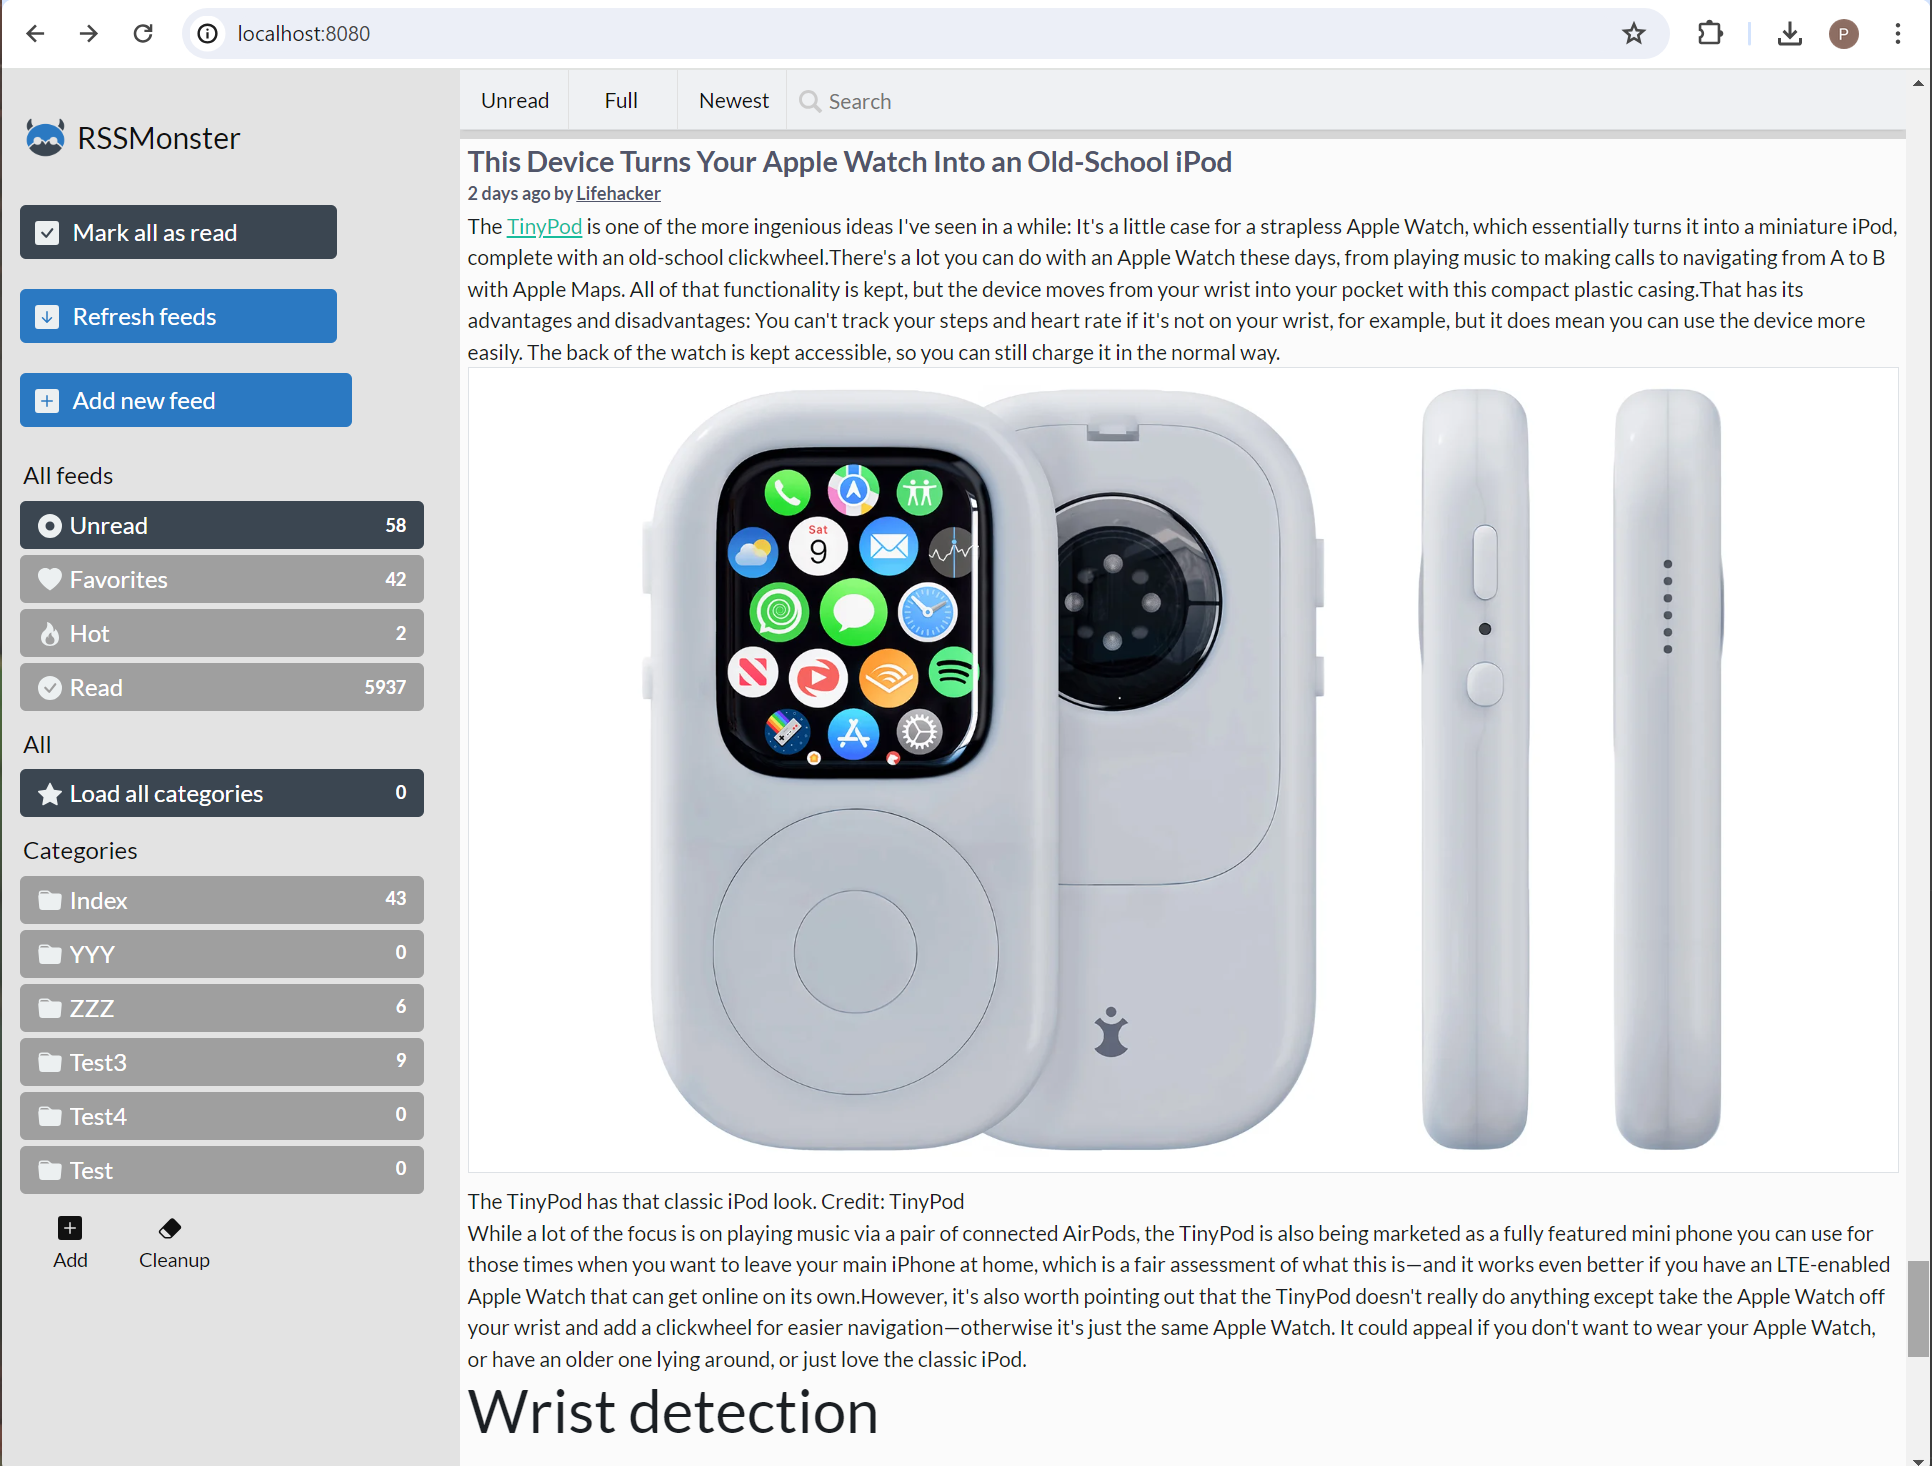 localhost:8080
P
RSSMonster
Mark all as read
Refresh feeds
Add new feed
All feeds
Unread 58
Favorites 42
Hot 2
Read 5937
All
Load all categories 0
Categories
Index 43
YYY 0
ZZZ 6
Test3 9
Test4 0
Test 0
Add Cleanup
Unread Full Newest Search
This Device Turns Your Apple Watch Into an Old-School iPod
2 days ago by Lifehacker
The TinyPod is one of the more ingenious ideas I've seen in a while: It's a little case for a strapless Apple Watch, which essentially turns it into a miniature iPod,
complete with an old-school clickwheel.There's a lot you can do with an Apple Watch these days, from playing music to making calls to navigating from A to B
with Apple Maps. All of that functionality is kept, but the device moves from your wrist into your pocket with this compact plastic casing.That has its
advantages and disadvantages: You can't track your steps and heart rate if it's not on your wrist, for example, but it does mean you can use the device more
easily. The back of the watch is kept accessible, so you can still charge it in the normal way.
Sat
9
The TinyPod has that classic iPod look. Credit: TinyPod
While a lot of the focus is on playing music via a pair of connected AirPods, the TinyPod is also being marketed as a fully featured mini phone you can use for
those times when you want to leave your main iPhone at home, which is a fair assessment of what this is—and it works even better if you have an LTE-enabled
Apple Watch that can get online on its own.However, it's also worth pointing out that the TinyPod doesn't really do anything except take the Apple Watch off
your wrist and add a clickwheel for easier navigation—otherwise it's just the same Apple Watch. It could appeal if you don't want to wear your Apple Watch,
or have an older one lying around, or just love the classic iPod.
Wrist detection